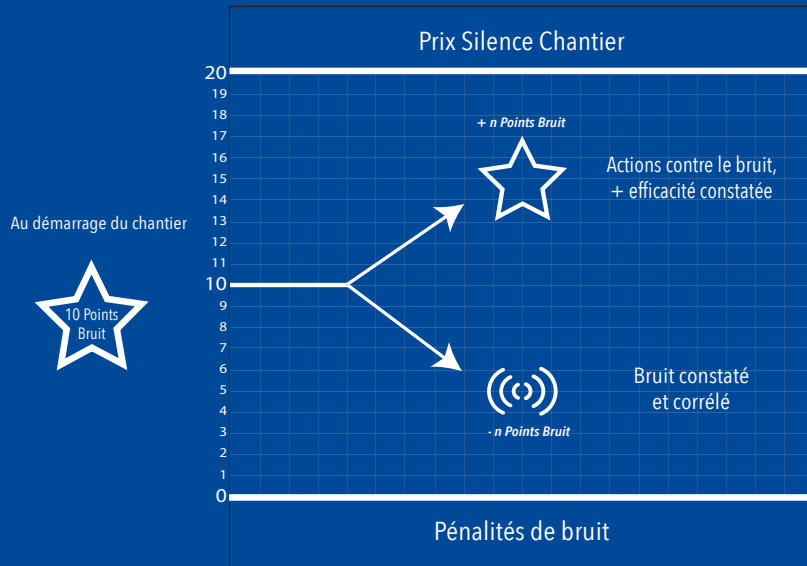 Prix Silence Chantier
20
19
18
17
16
15
14
13
12
11
10
9
8
7
6
5
4
3
2
1
0
+ n Points Bruit
Actions contre le bruit,
+ efficacité constatée
Au démarrage du chantier
10 Points
Bruit
Bruit constaté
et corrélé
- n Points Bruit
Pénalités de bruit